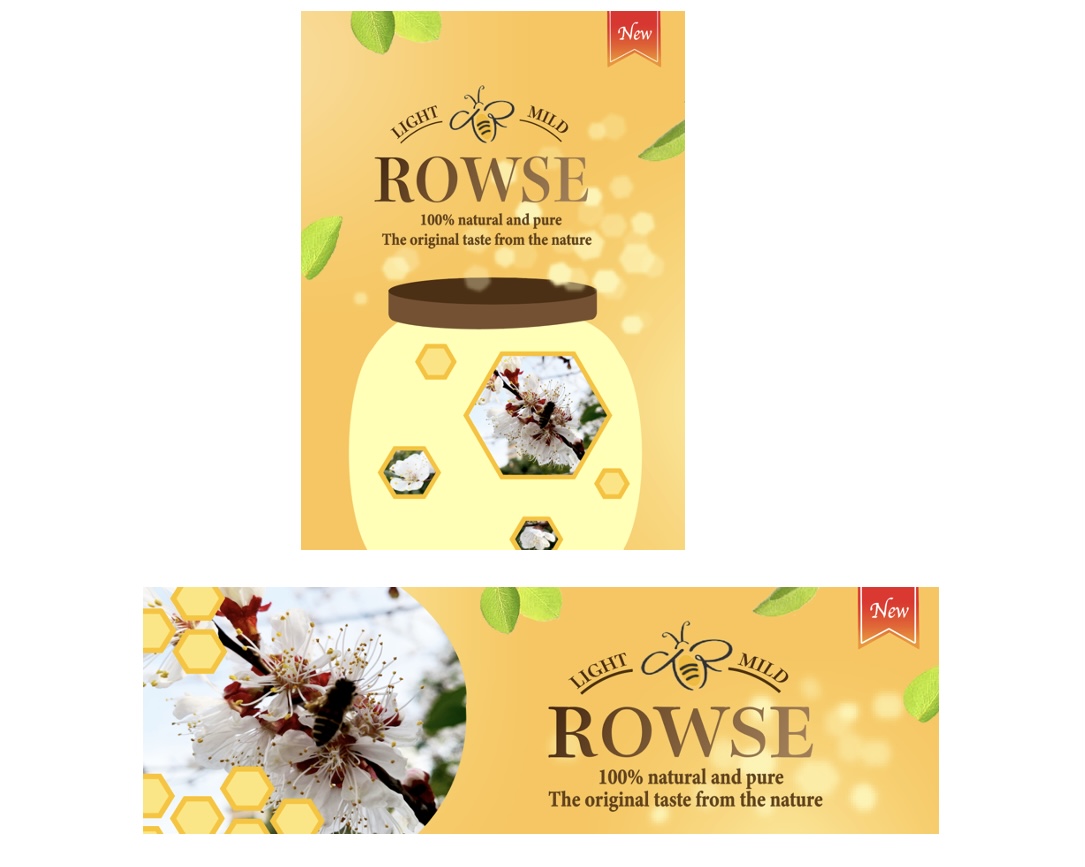 New
LIGHT MILD
ROWSE
100% natural and pure
The original taste from the nature
New
LIGHT MILD
ROWSE
100% natural and pure
The original taste from the nature